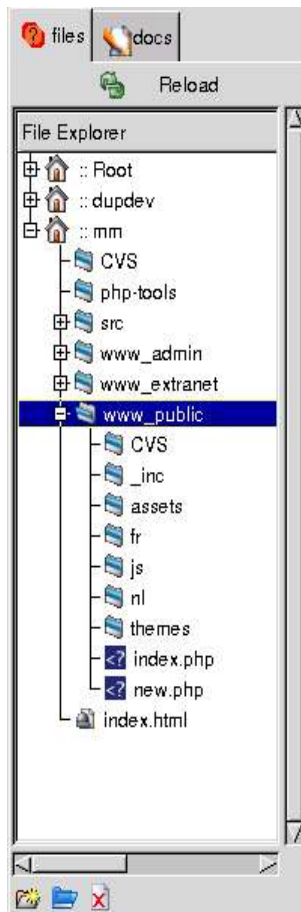 files docs
Reload
File Explorer
:: Root
:: dupdev
:: mm
CVS
php-tools
src
www_admin
www_extranet
www_public
CVS
_inc
assets
fr
js
nl
themes
index.php
new.php
index.html